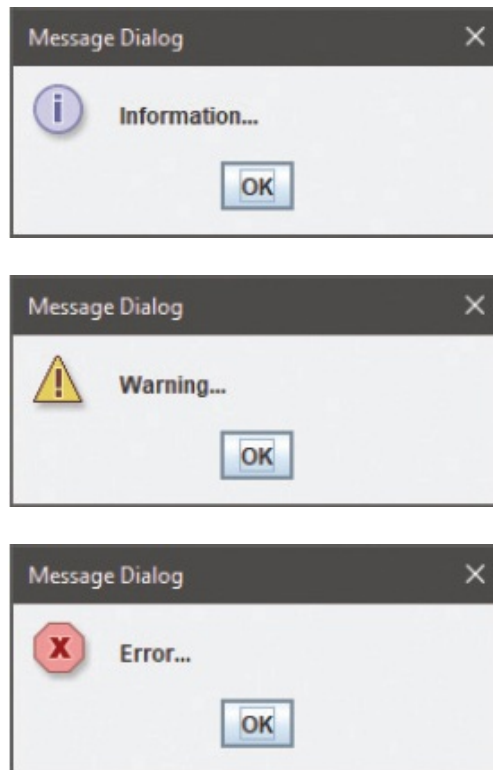 Message Dialog
Information...
OK
Message Dialog
Warning...
OK
Message Dialog
Error...
OK